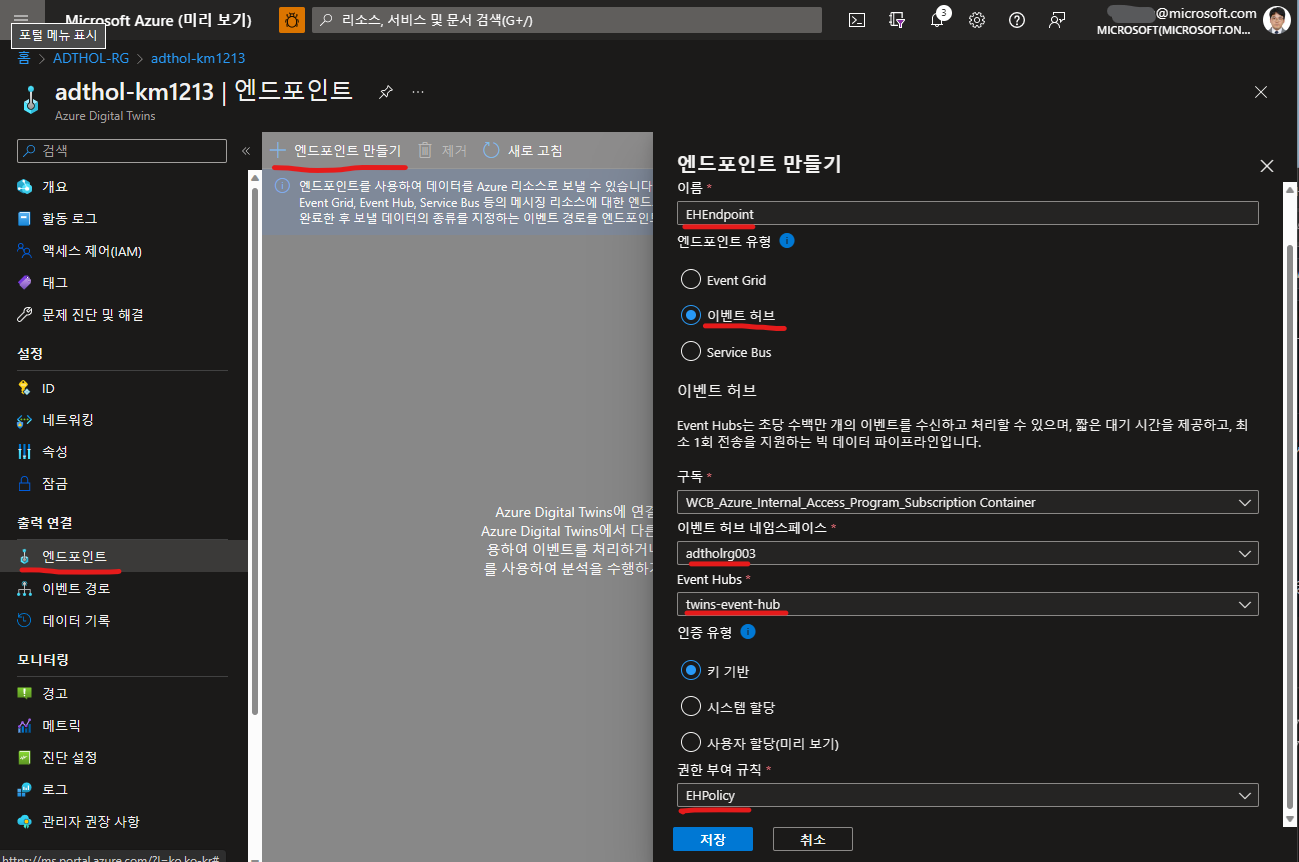 Microsoft Azure (미리 보기)
리소스, 서비스 및 문서 검색(G+/)
3
@microsoft.com
MICROSOFT(MICROSOFT.ON...
포털 메뉴 표시
홈 > ADTHOL-RG > adthol-km1213
adthol-km1213 | 엔드포인트
Azure Digital Twins
검색
개요
활동 로그
액세스 제어(IAM)
태그
문제 진단 및 해결
설정
ID
네트워킹
속성
잠금
출력 연결
엔드포인트
이벤트 경로
데이터 기록
모니터링
경고
메트릭
진단 설정
로그
관리자 권장 사항
https://ms.portal.azure.com/?l=ko.ko-kr#
엔드포인트 만들기 제거 새로 고침
엔드포인트를 사용하여 데이터를 Azure 리소스로 보낼 수 있습니다
Event Grid, Event Hub, Service Bus 등의 메시징 리소스에 대한 엔드
완료한 후 보낼 데이터의 종류를 지정하는 이벤트 경로를 엔드포인트
Azure Digital Twins에 연결
Azure Digital Twins에서 다른
용하여 이벤트를 처리하거나
를 사용하여 분석을 수행하기
엔드포인트 만들기
이름 *
EHEndpoint
엔드포인트 유형
Event Grid
이벤트 허브
Service Bus
이벤트 허브
Event Hubs는 초당 수백만 개의 이벤트를 수신하고 처리할 수 있으며, 짧은 대기 시간을 제공하고, 최
소 1회 전송을 지원하는 빅 데이터 파이프라인입니다.
구독 *
WCB_Azure_Internal_Access_Program_Subscription Container
이벤트 허브 네임스페이스 *
adtholrg003
Event Hubs *
twins-event-hub
인증 유형
키 기반
시스템 할당
사용자 할당(미리 보기)
권한 부여 규칙 *
EHPolicy
저장 취소